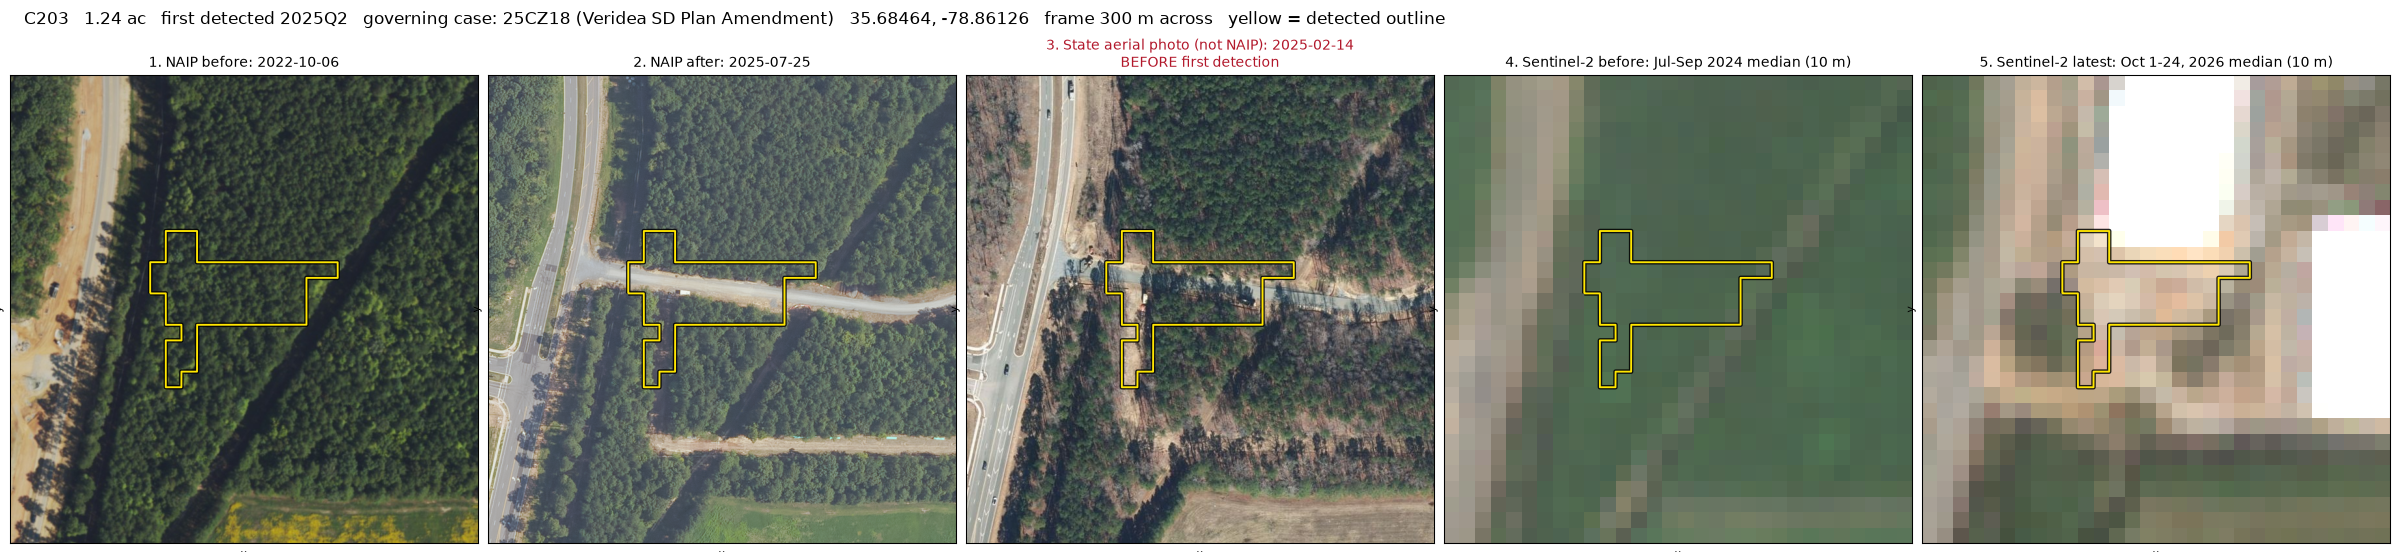 C203   1.24 ac   first detected 2025Q2   governing case: 25CZ18 (Veridea SD Plan Amendment)   35.68464, -78.86126   frame 300 m across   yellow = detected outline
1. NAIP before: 2022-10-06
2. NAIP after: 2025-07-25
3. State aerial photo (not NAIP): 2025-02-14
BEFORE first detection
4. Sentinel-2 before: Jul-Sep 2024 median (10 m)
5. Sentinel-2 latest: Oct 1-24, 2026 median (10 m)